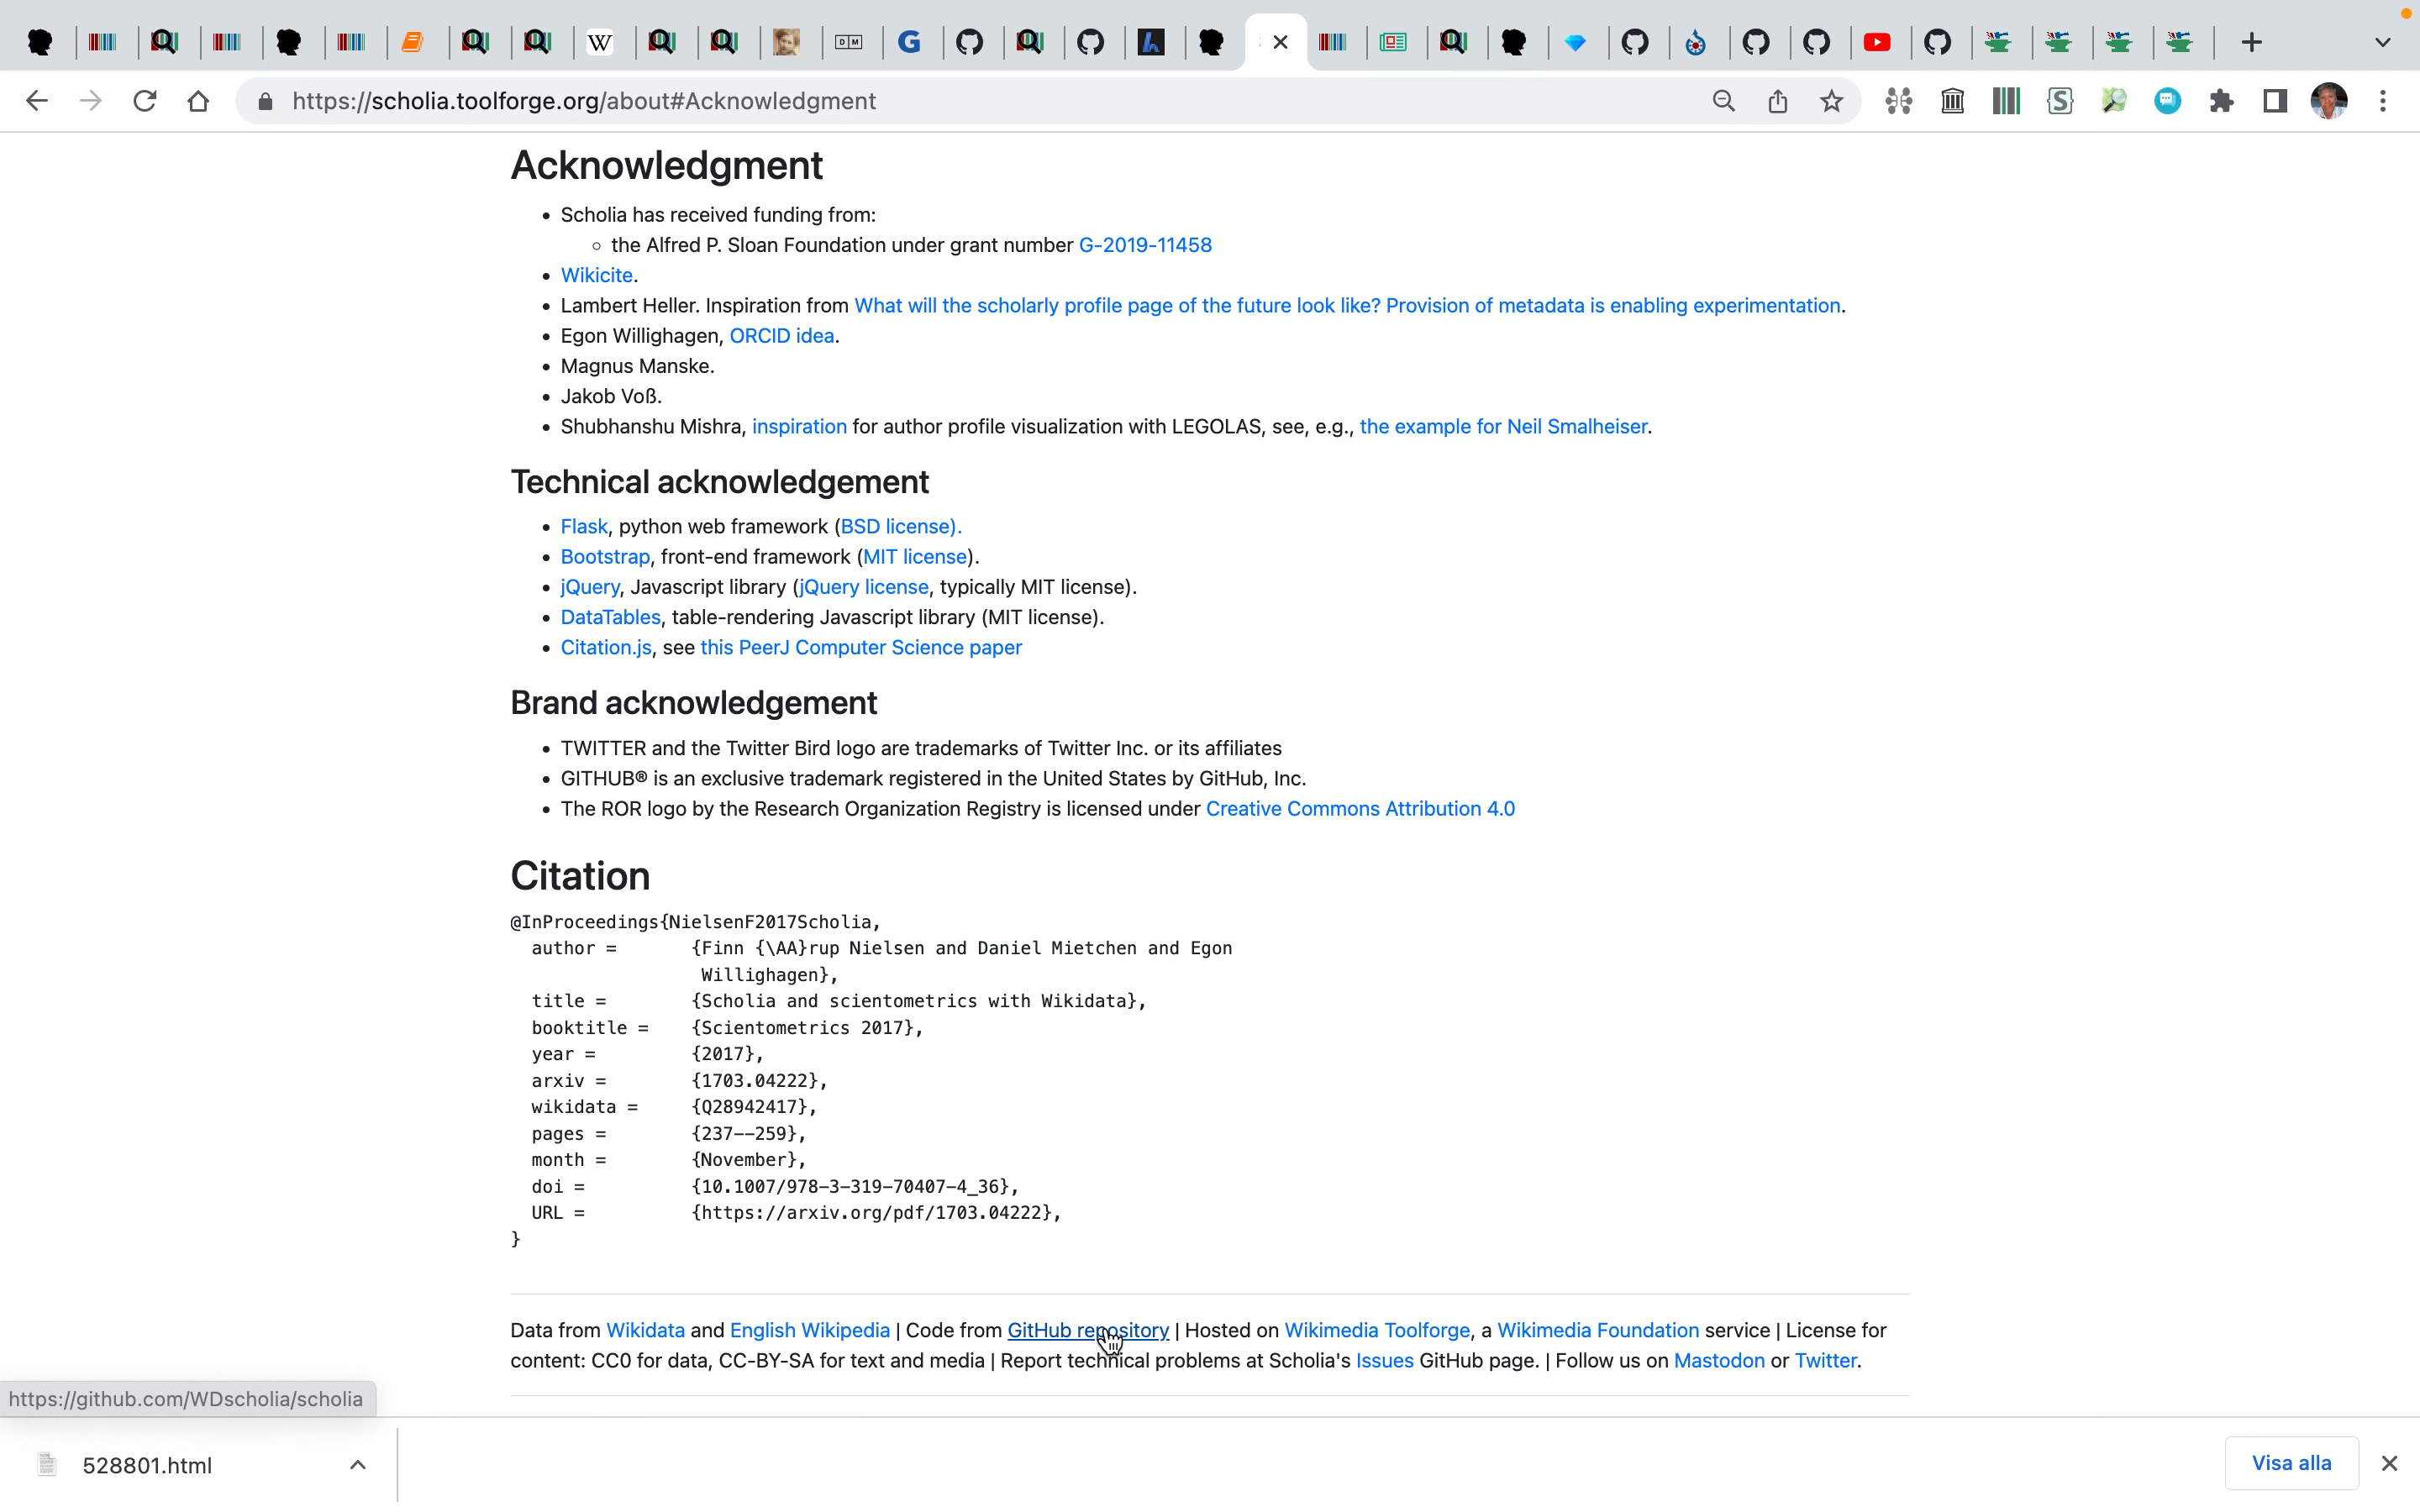 W
D M
G
https://scholia.toolforge.org/about#Acknowledgment
Acknowledgment
• Scholia has received funding from:
○ the Alfred P. Sloan Foundation under grant number G-2019-11458
• Wikicite.
• Lambert Heller. Inspiration from What will the scholarly profile page of the future look like? Provision of metadata is enabling experimentation.
• Egon Willighagen, ORCID idea.
• Magnus Manske.
• Jakob Voß.
• Shubhanshu Mishra, inspiration for author profile visualization with LEGOLAS, see, e.g., the example for Neil Smalheiser.
Technical acknowledgement
• Flask, python web framework (BSD license).
• Bootstrap, front-end framework (MIT license).
• jQuery, Javascript library (jQuery license, typically MIT license).
• DataTables, table-rendering Javascript library (MIT license).
• Citation.js, see this PeerJ Computer Science paper
Brand acknowledgement
• TWITTER and the Twitter Bird logo are trademarks of Twitter Inc. or its affiliates
• GITHUB® is an exclusive trademark registered in the United States by GitHub, Inc.
• The ROR logo by the Research Organization Registry is licensed under Creative Commons Attribution 4.0
Citation
@InProceedings{NielsenF2017Scholia,
author = {Finn {\AA}rup Nielsen and Daniel Mietchen and Egon
Willighagen},
title = {Scholia and scientometrics with Wikidata},
booktitle = {Scientometrics 2017},
year = {2017},
arxiv = {1703.04222},
wikidata = {Q28942417},
pages = {237--259},
month = {November},
doi = {10.1007/978-3-319-70407-4_36},
URL = {https://arxiv.org/pdf/1703.04222},
}
Data from Wikidata and English Wikipedia | Code from GitHub repository | Hosted on Wikimedia Toolforge, a Wikimedia Foundation service | License for
content: CC0 for data, CC-BY-SA for text and media | Report technical problems at Scholia's Issues GitHub page. | Follow us on Mastodon or Twitter.
https://github.com/WDscholia/scholia
528801.html
Visa alla